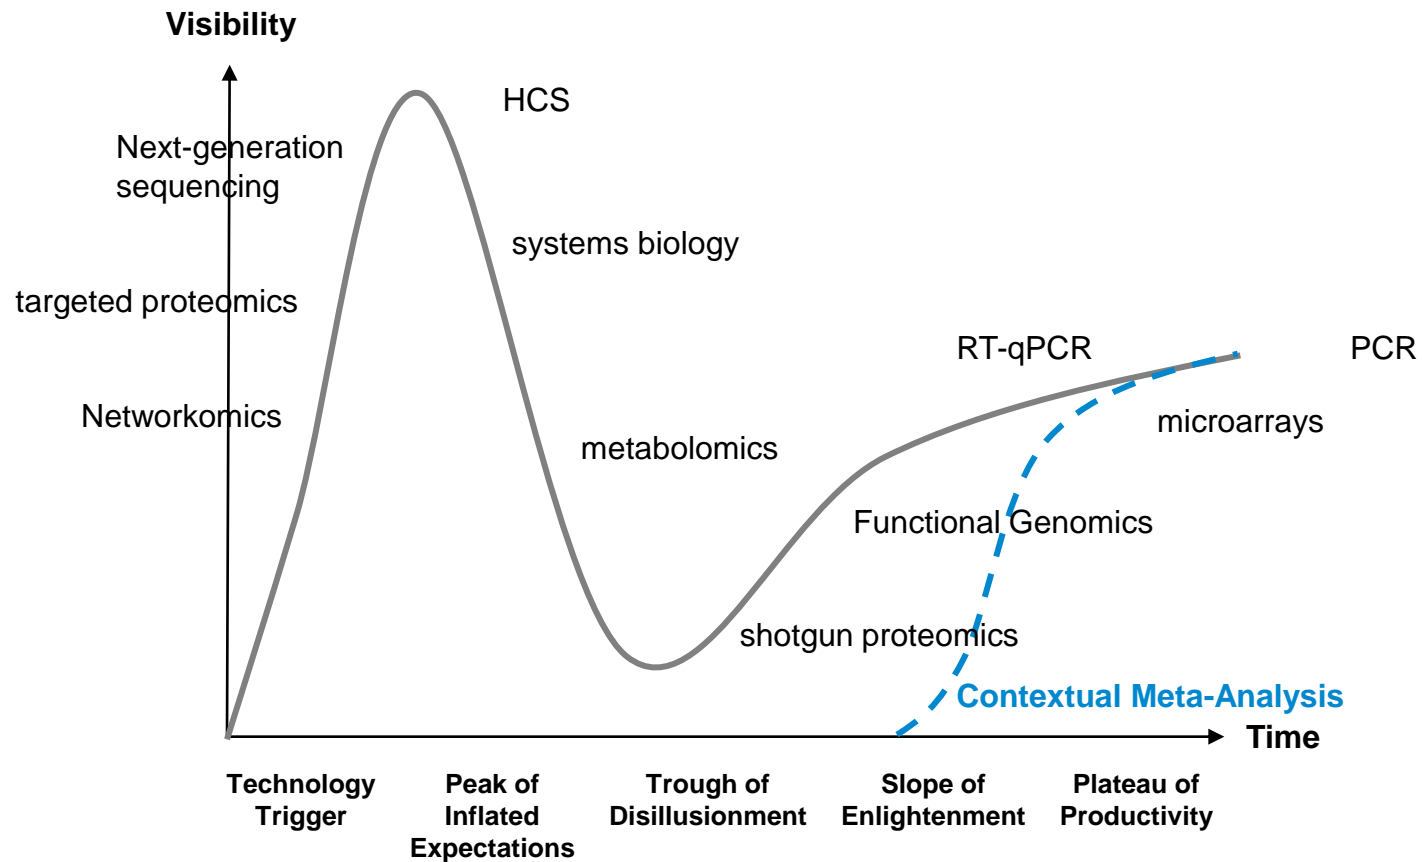 Visibility
HCS
Next-generation
sequencing
systems biology
targeted proteomics
RT-qPCR
PCR
Networkomics
microarrays
metabolomics
Functional Genomics
shotgun proteomics
Contextual Meta-Analysis
Time
Technology
Trigger
Peak of
Inflated
Expectations
Trough of
Disillusionment
Slope of
Enlightenment
Plateau of
Productivity